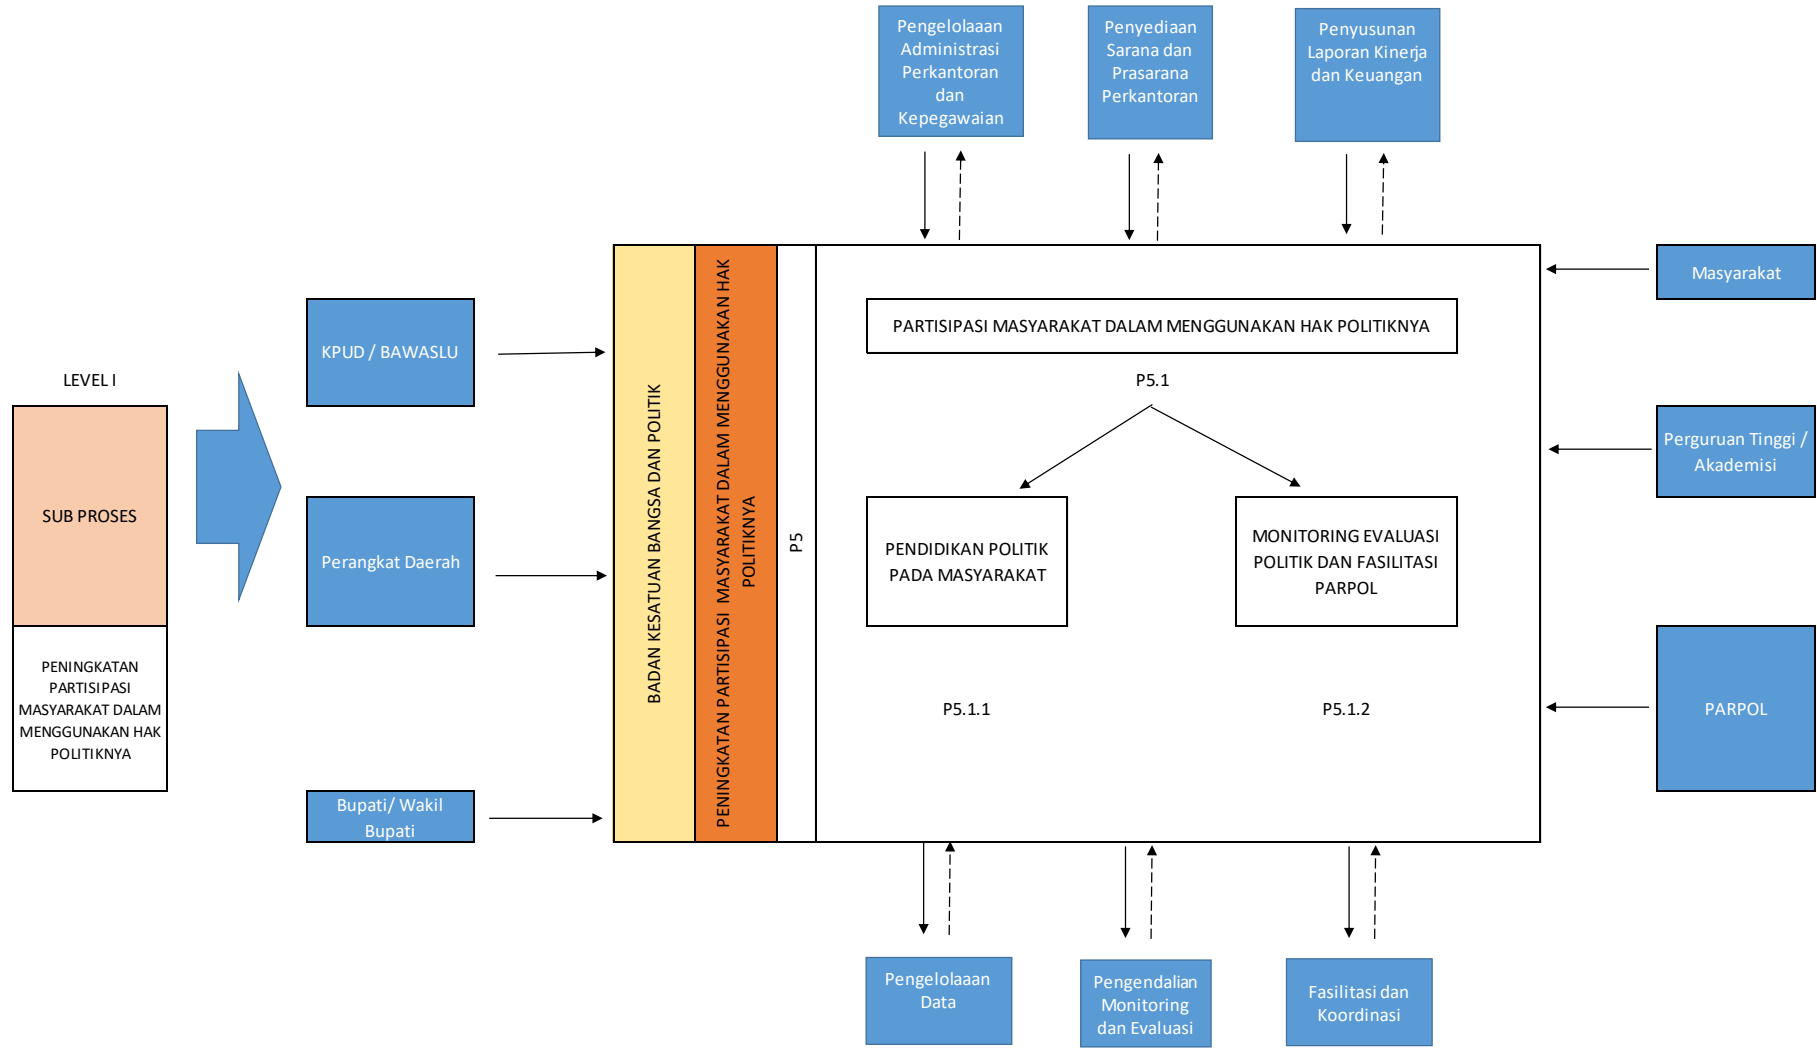 Pengelolaaan
Administrasi
Perkantoran
dan
Kepegawaian
Penyediaan
Sarana dan
Prasarana
Perkantoran
Penyusunan
Laporan Kinerja
dan Keuangan
LEVEL I
SUB PROSES
PENINGKATAN
PARTISIPASI
MASYARAKAT DALAM
MENGGUNAKAN HAK
POLITIKNYA
KPUD / BAWASLU
Perangkat Daerah
Bupati/ Wakil
Bupati
BADAN KESATUAN BANGSA DAN POLITIK
PENINGKATAN PARTISIPASI MASYARAKAT DALAM MENGGUNAKAN HAK
POLITIKNYA
P5
PARTISIPASI MASYARAKAT DALAM MENGGUNAKAN HAK POLITIKNYA
P5.1
PENDIDIKAN POLITIK
PADA MASYARAKAT
MONITORING EVALUASI
POLITIK DAN FASILITASI
PARPOL
P5.1.1
P5.1.2
Masyarakat
Perguruan Tinggi /
Akademisi
PARPOL
Pengelolaaan
Data
Pengendalian
Monitoring
dan Evaluasi
Fasilitasi dan
Koordinasi